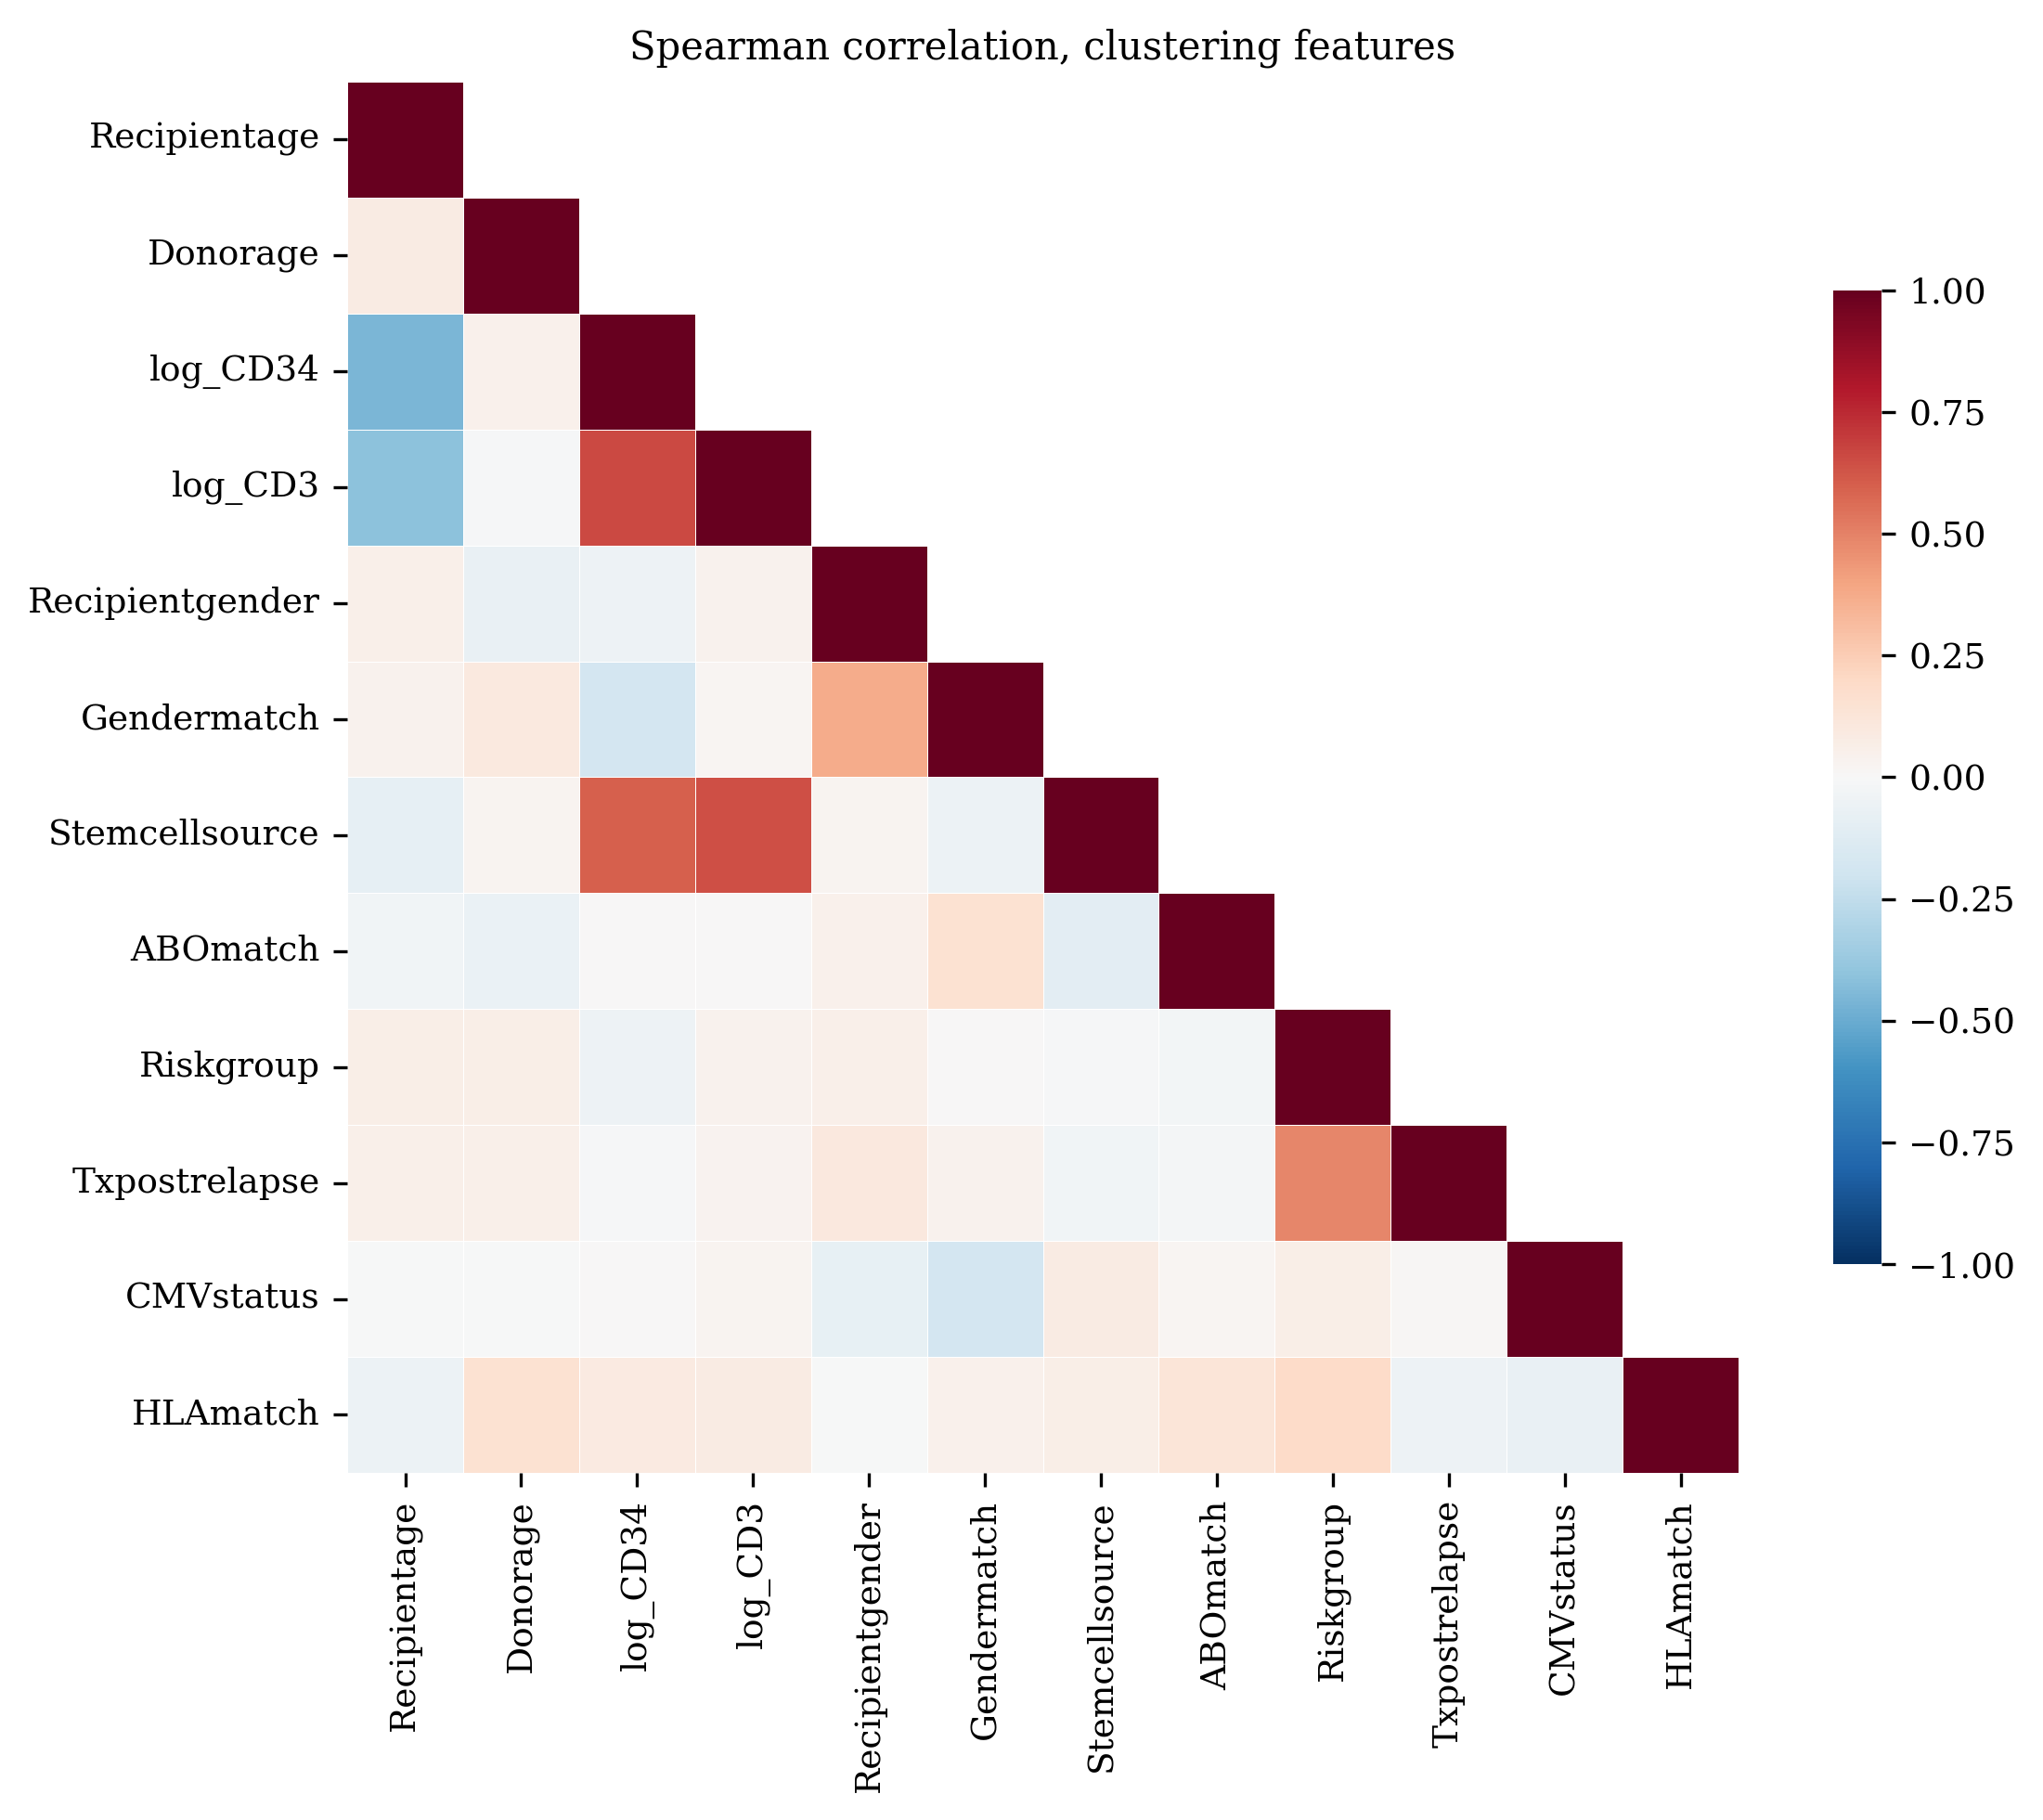 Spearman correlation, clustering features
Recipientage
Donorage
log_CD34
log_CD3
Recipientgender
Gendermatch
Stemcellsource
ABOmatch
Riskgroup
Txpostrelapse
CMVstatus
HLAmatch
Recipientage
Donorage
log_CD34
log_CD3
Recipientgender
Gendermatch
Stemcellsource
ABOmatch
Riskgroup
Txpostrelapse
CMVstatus
HLAmatch
1.00
0.75
0.50
0.25
0.00
−0.25
−0.50
−0.75
−1.00